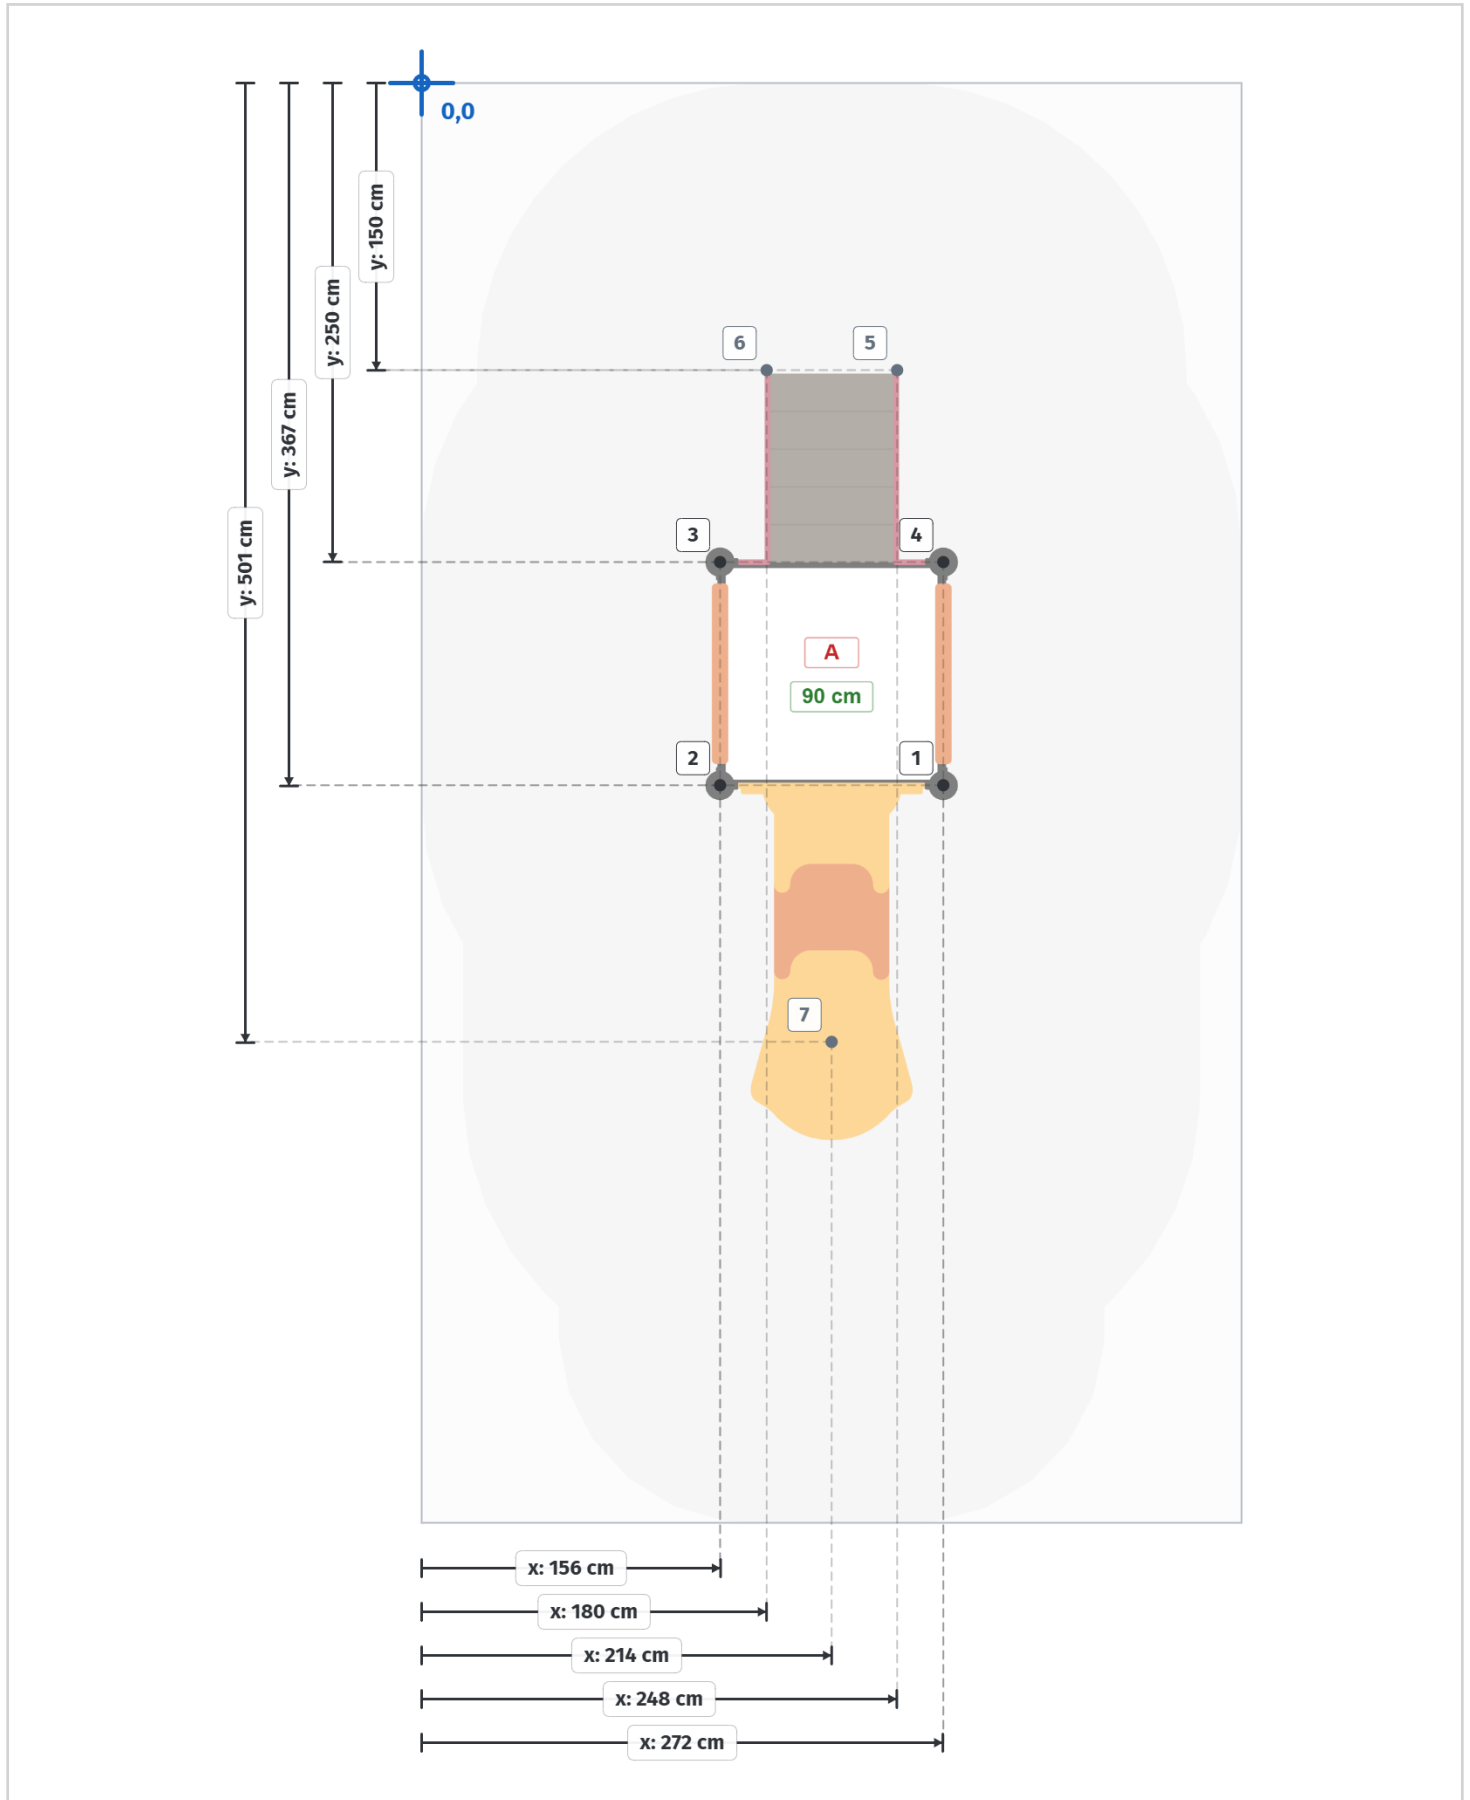 0,0
y: 150 cm
y: 250 cm
y: 367 cm
y: 501 cm
6
5
3
4
A
90 cm
2
1
7
x: 156 cm
x: 180 cm
x: 214 cm
x: 248 cm
x: 272 cm